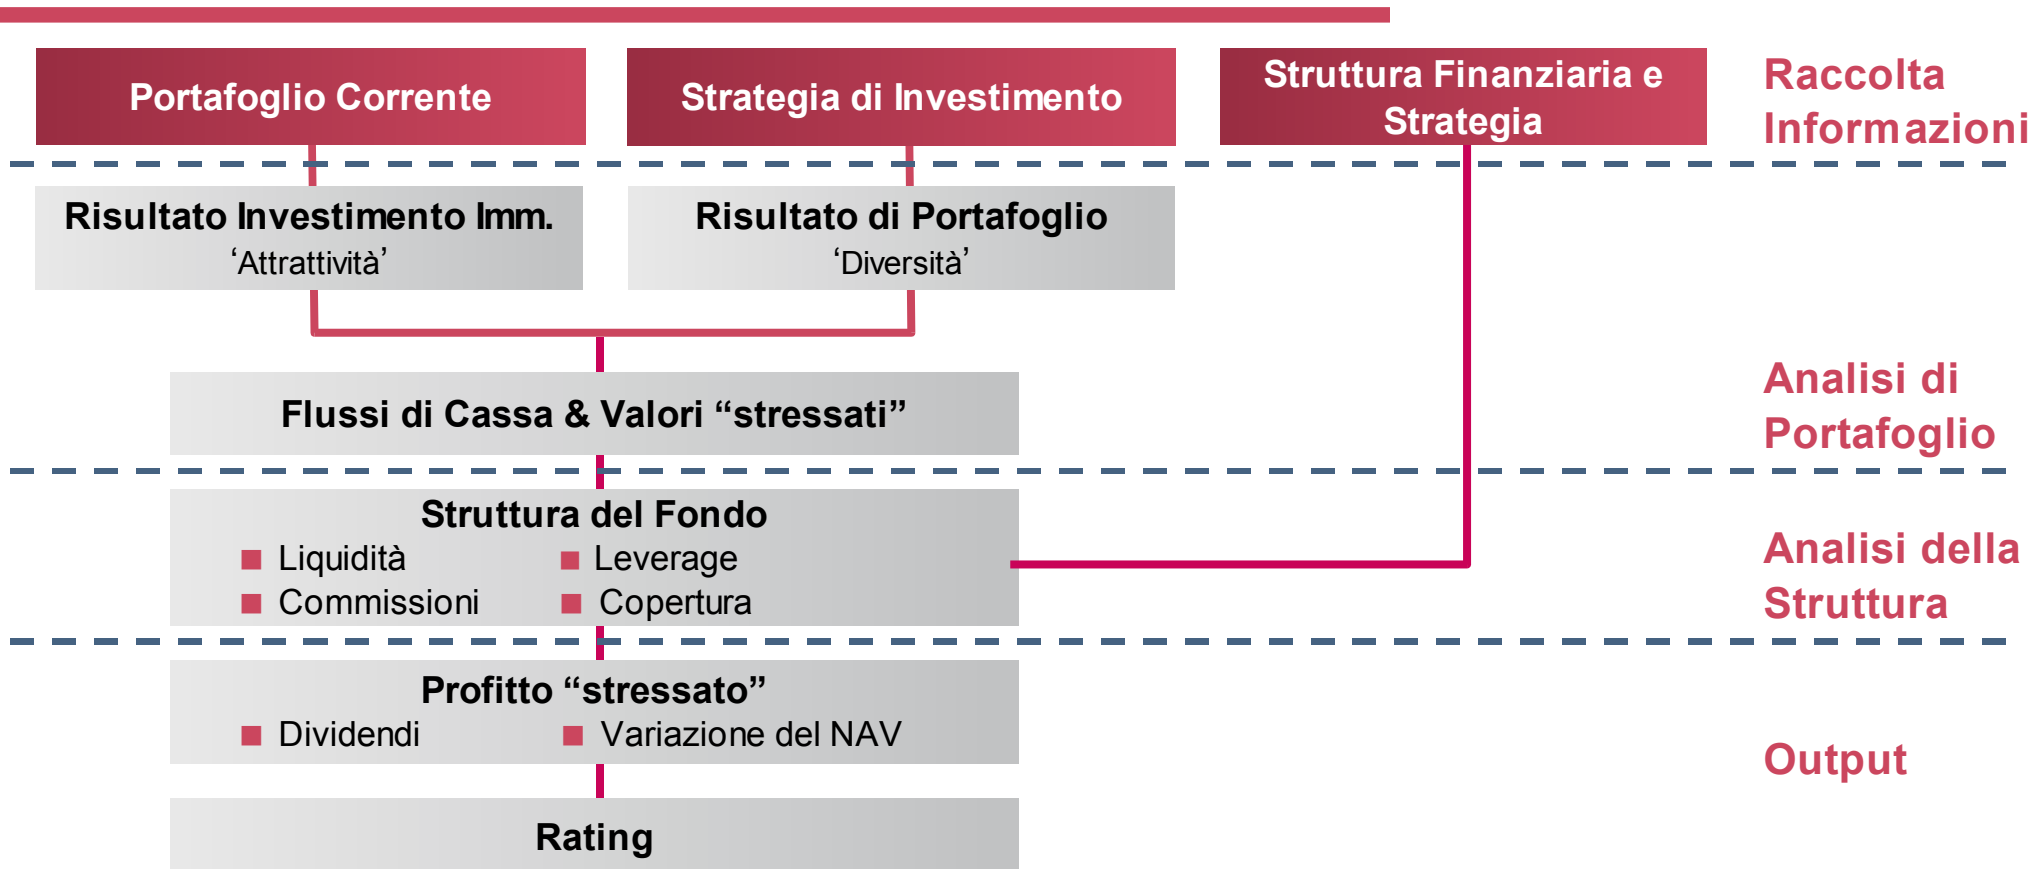 Portafoglio Corrente
Strategia di Investimento
Struttura Finanziaria e
Strategia
Raccolta
Informazioni
Risultato Investimento Imm.
‘Attrattività’
Risultato di Portafoglio
‘Diversità’
Flussi di Cassa & Valori “stressati”
Analisi di
Portafoglio
Struttura del Fondo
Liquidità
Leverage
Commissioni
Copertura
Analisi della
Struttura
Profitto “stressato”
Dividendi
Variazione del NAV
Output
Rating